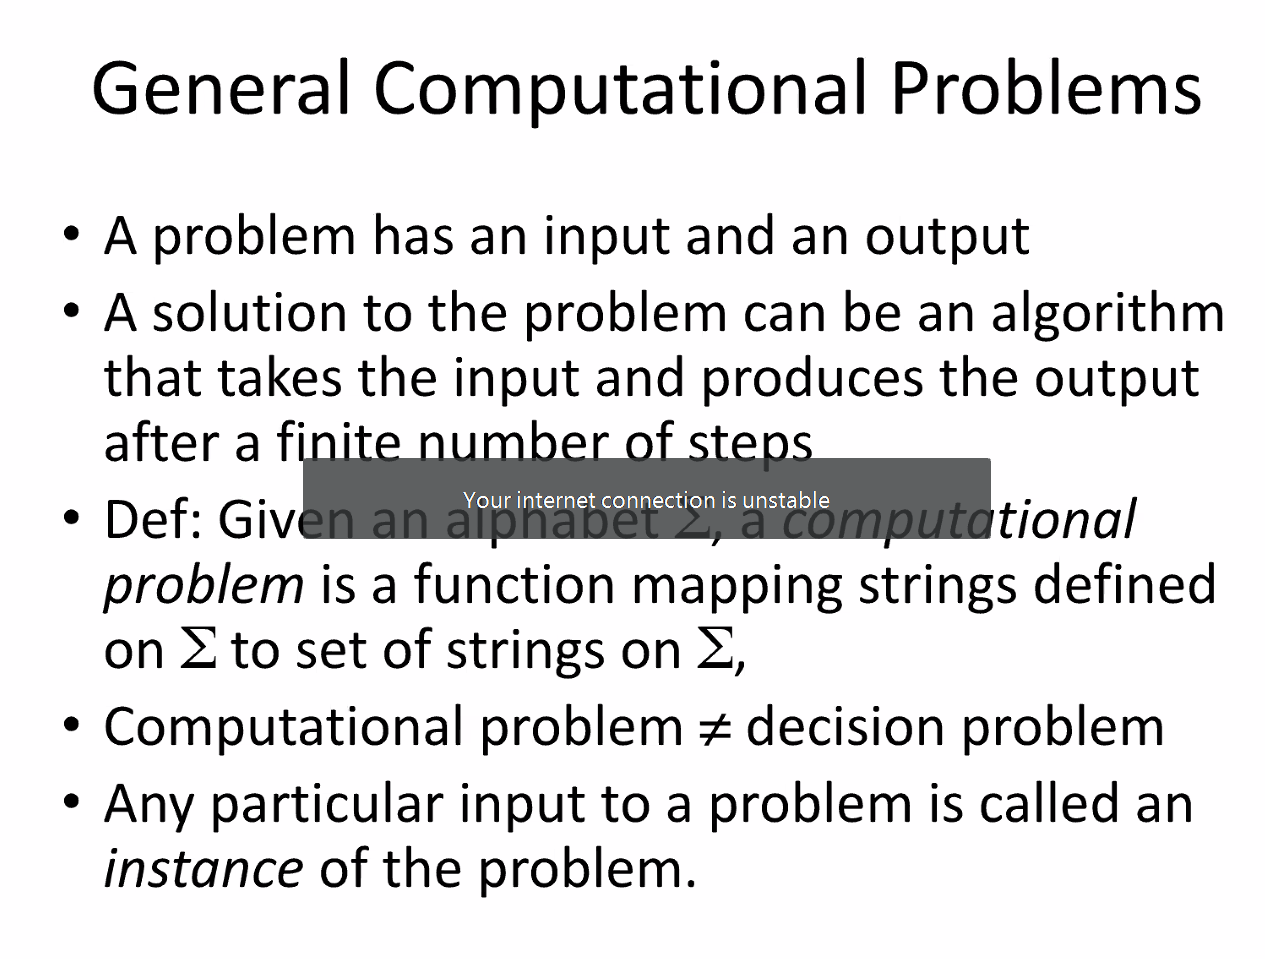 General Computational Problems
• A problem has an input and an output
• A solution to the problem can be an algorithm
that takes the input and produces the output
after a finite number of steps
Your internet connection is unstable
• Def: Given an alphabet Σ, a computational
problem is a function mapping strings defined
on Σ to set of strings on Σ,
• Computational problem ≠ decision problem
• Any particular input to a problem is called an
instance of the problem.